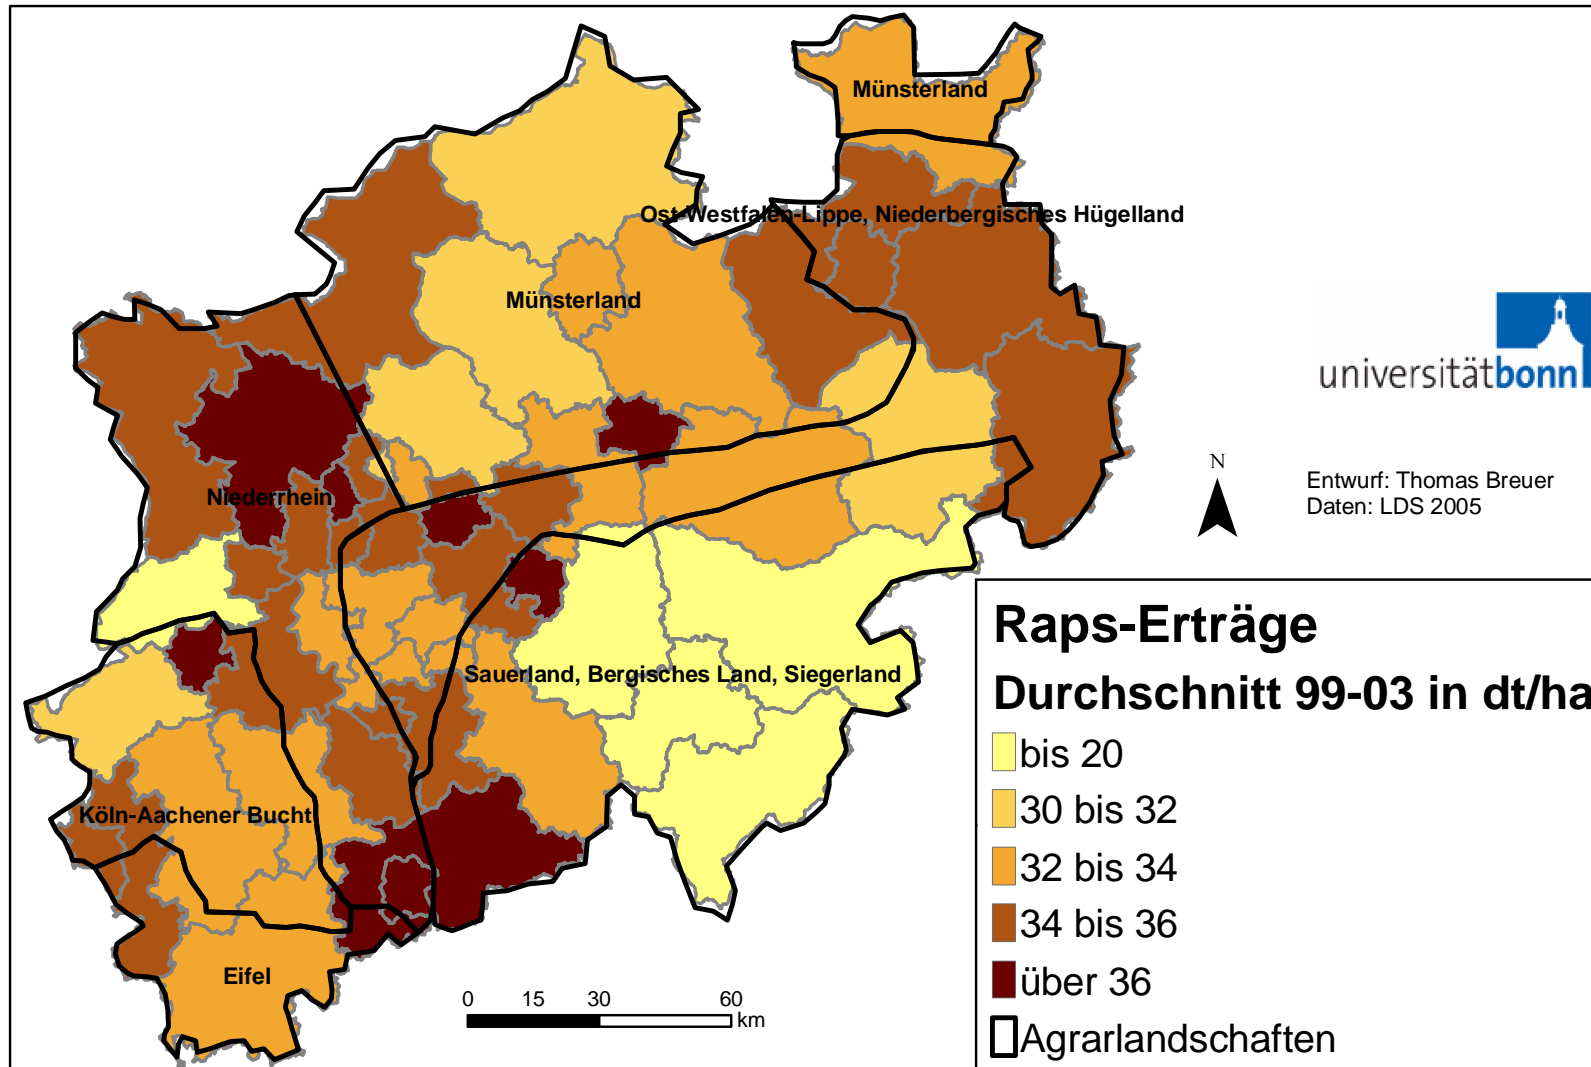 Münsterland
Ost-Westfalen-Lippe, Niederbergisches Hügelland
Münsterland
universitätbonn
N
Entwurf: Thomas Breuer
Daten: LDS 2005
Niederrhein
Sauerland, Bergisches Land, Siegerland
Köln-Aachener Bucht
Eifel
0 15 30 60
km
Raps-Erträge
Durchschnitt 99-03 in dt/ha
bis 20
30 bis 32
32 bis 34
34 bis 36
über 36
Agrarlandschaften